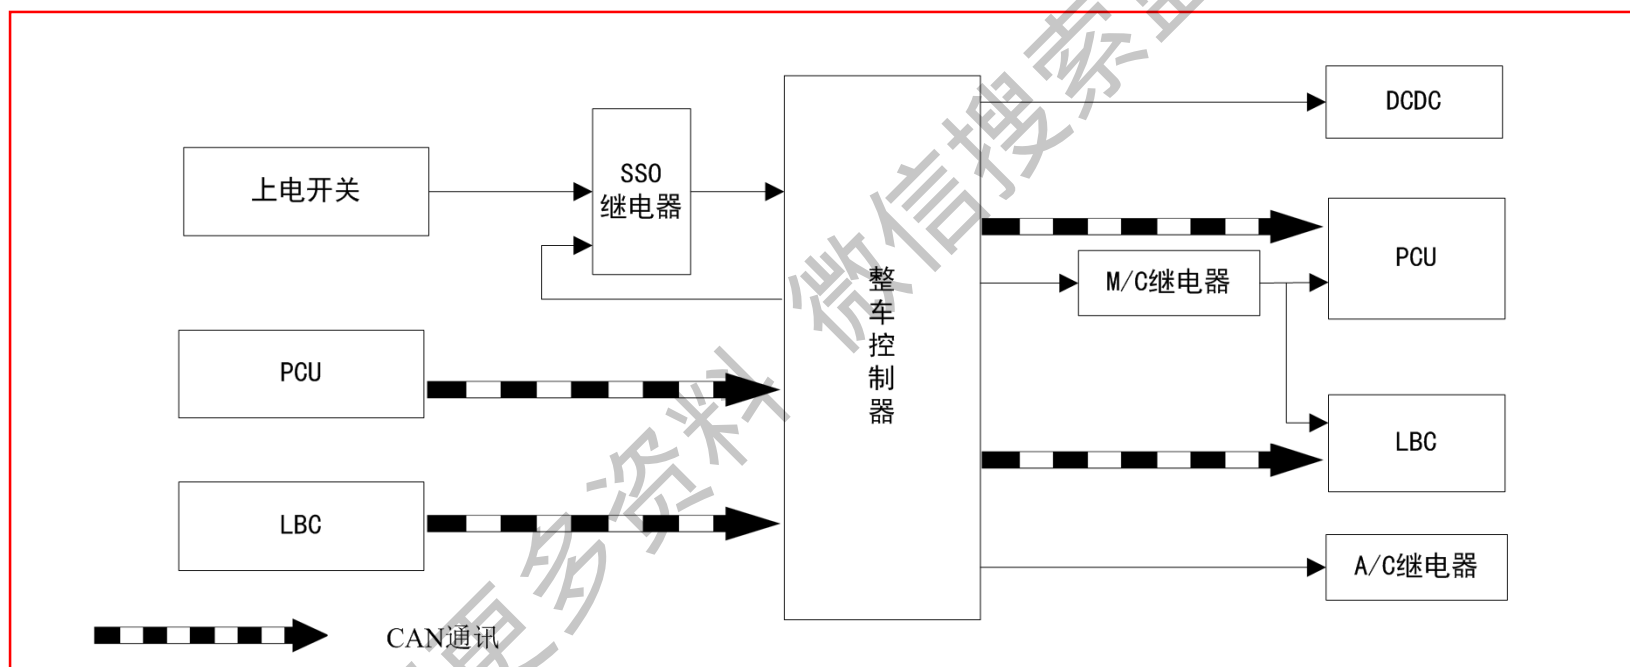 DCDC
上电开关
SSO
继电器
PCU
M/C继电器
整
车
控
制
器
PCU
LBC
LBC
A/C继电器
CAN通讯
更多资料 微信搜索